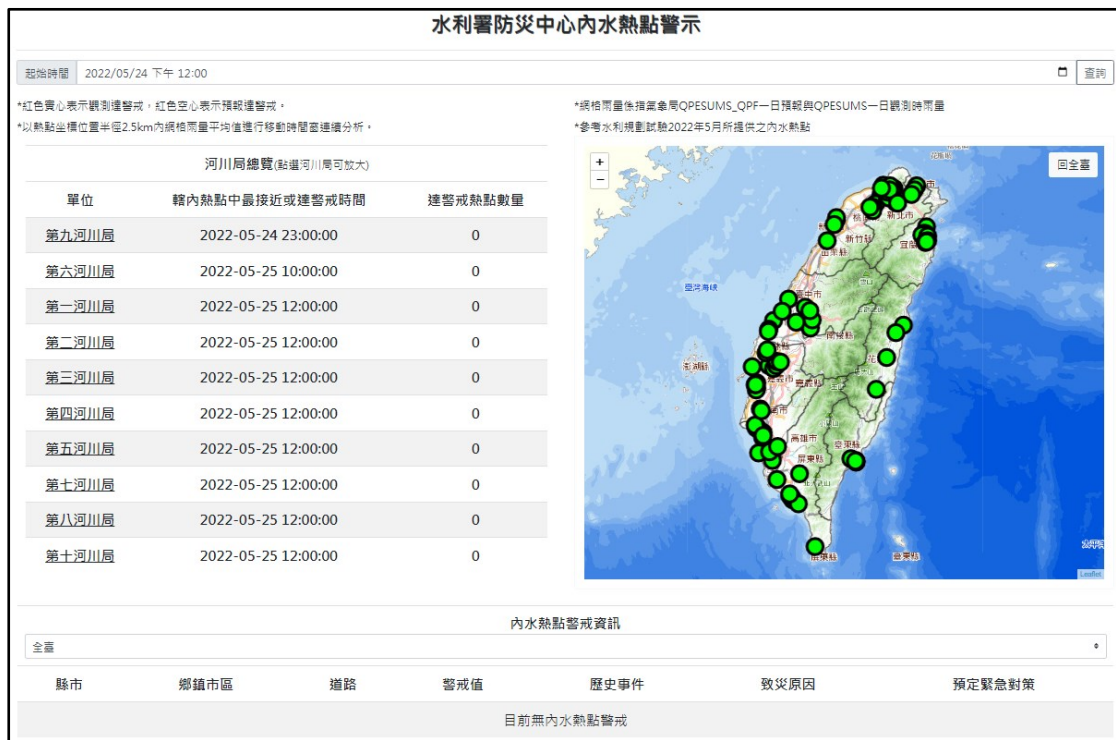 水利署防災中心內水熱點警示
起始時間 2022/05/24 下午 12:00 查詢
*紅色實心表示觀測達警戒，紅色空心表示預報達警戒。
*以熱點坐標位置半徑2.5km內網格雨量平均值進行移動時間窗連續分析。
*網格雨量係指氣象局QPESUMS_QPF一日預報與QPESUMS一日觀測時雨量
*參考水利規劃試驗2022年5月所提供之內水熱點
河川局總覽(點選河川局可放大)
單位 轄內熱點中最接近或達警戒時間 達警戒熱點數量
第九河川局 2022-05-24 23:00:00 0
第六河川局 2022-05-25 10:00:00 0
第一河川局 2022-05-25 12:00:00 0
第二河川局 2022-05-25 12:00:00 0
第三河川局 2022-05-25 12:00:00 0
第四河川局 2022-05-25 12:00:00 0
第五河川局 2022-05-25 12:00:00 0
第七河川局 2022-05-25 12:00:00 0
第八河川局 2022-05-25 12:00:00 0
第十河川局 2022-05-25 12:00:00 0
+
−
回全臺
新北市
新竹縣
苗栗縣
臺灣海峽
南投縣
澎湖縣
嘉義市
嘉義縣
高雄市
臺東縣
屏東縣
屏東縣
臺東縣
Leaflet
內水熱點警戒資訊
全臺
縣市 鄉鎮市區 道路 警戒值 歷史事件 致災原因 預定緊急對策
目前無內水熱點警戒